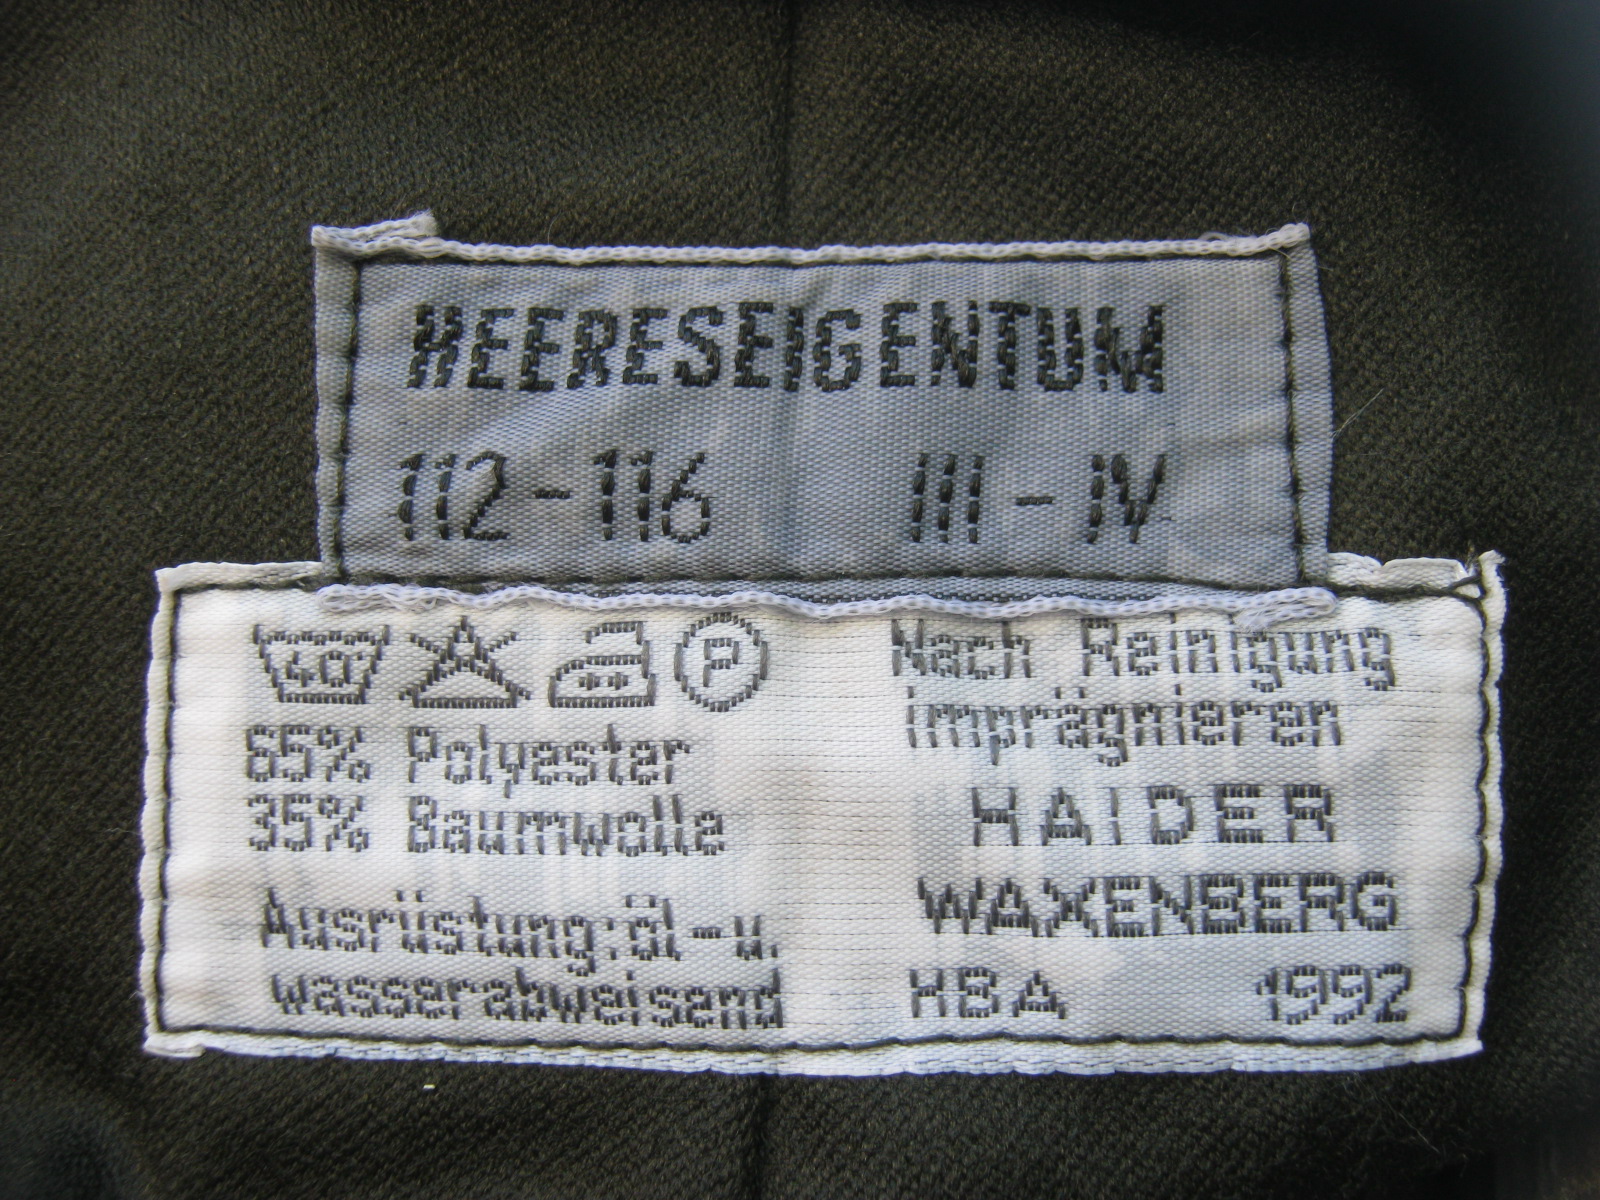 HEERESEIGENTUM
112-116 III-IV
40° P
65% Polyester
35% Baumwolle
Ausrüstung:öl-u.
wasserabweisend
Nach Reinigung
imprägnieren
HAIDER
WAXENBERG
HBA 1992